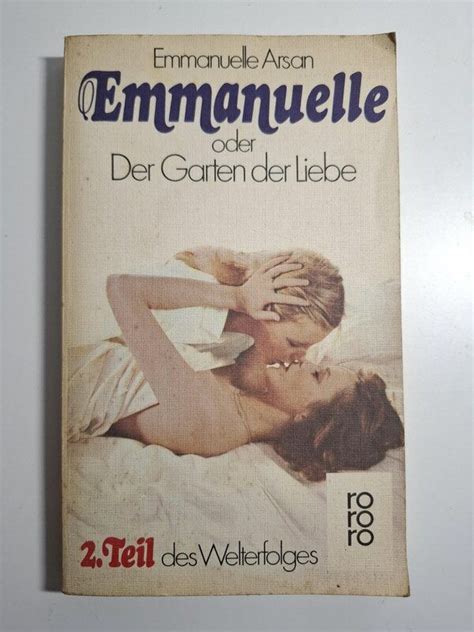 Emmanuelle Arsan
Emmanuelle
oder
Der Garten der Liebe
ro
ro
ro
2. Teil des Welterfolges